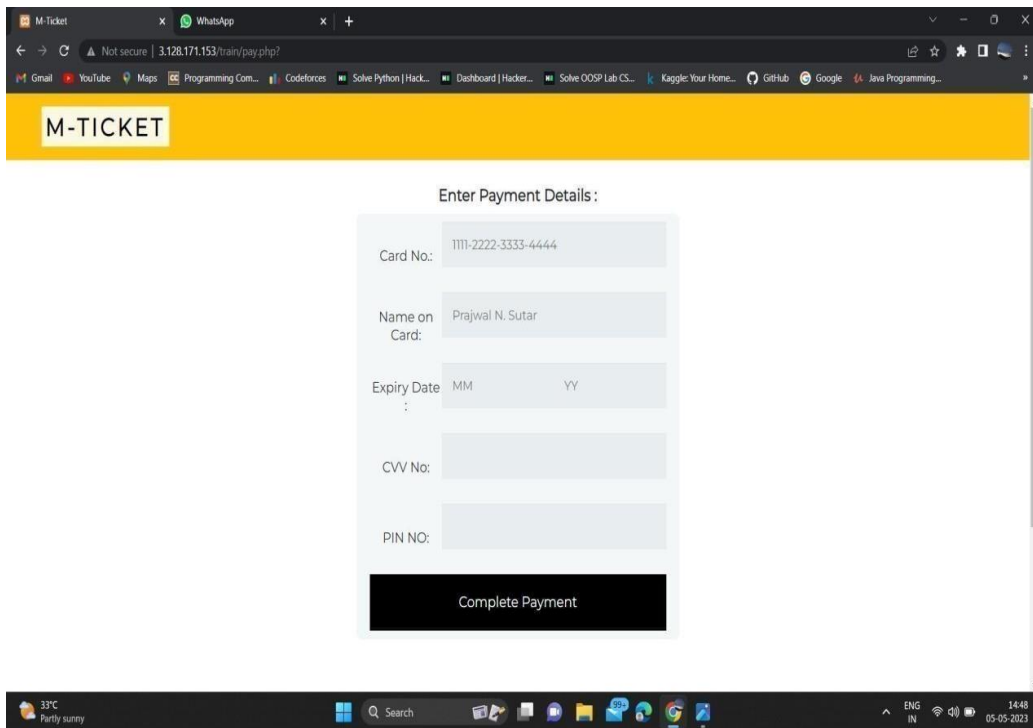 M-Ticket
WhatsApp
Not secure | 3.128.171.153/train/pay.php?
Gmail YouTube Maps Programming Com... Codeforces Solve Python | Hack... Dashboard | Hacker... Solve OOSP Lab CS... Kaggle: Your Home... GitHub Google Java Programming... »
M-TICKET
Enter Payment Details :
Card No.: 1111-2222-3333-4444
Name on Prajwal N. Sutar
Card:
Expiry Date MM YY
:
CVV No:
PIN NO:
Complete Payment
33°C
Partly sunny
Search
99+
ENG
IN
14:48
05-05-2023